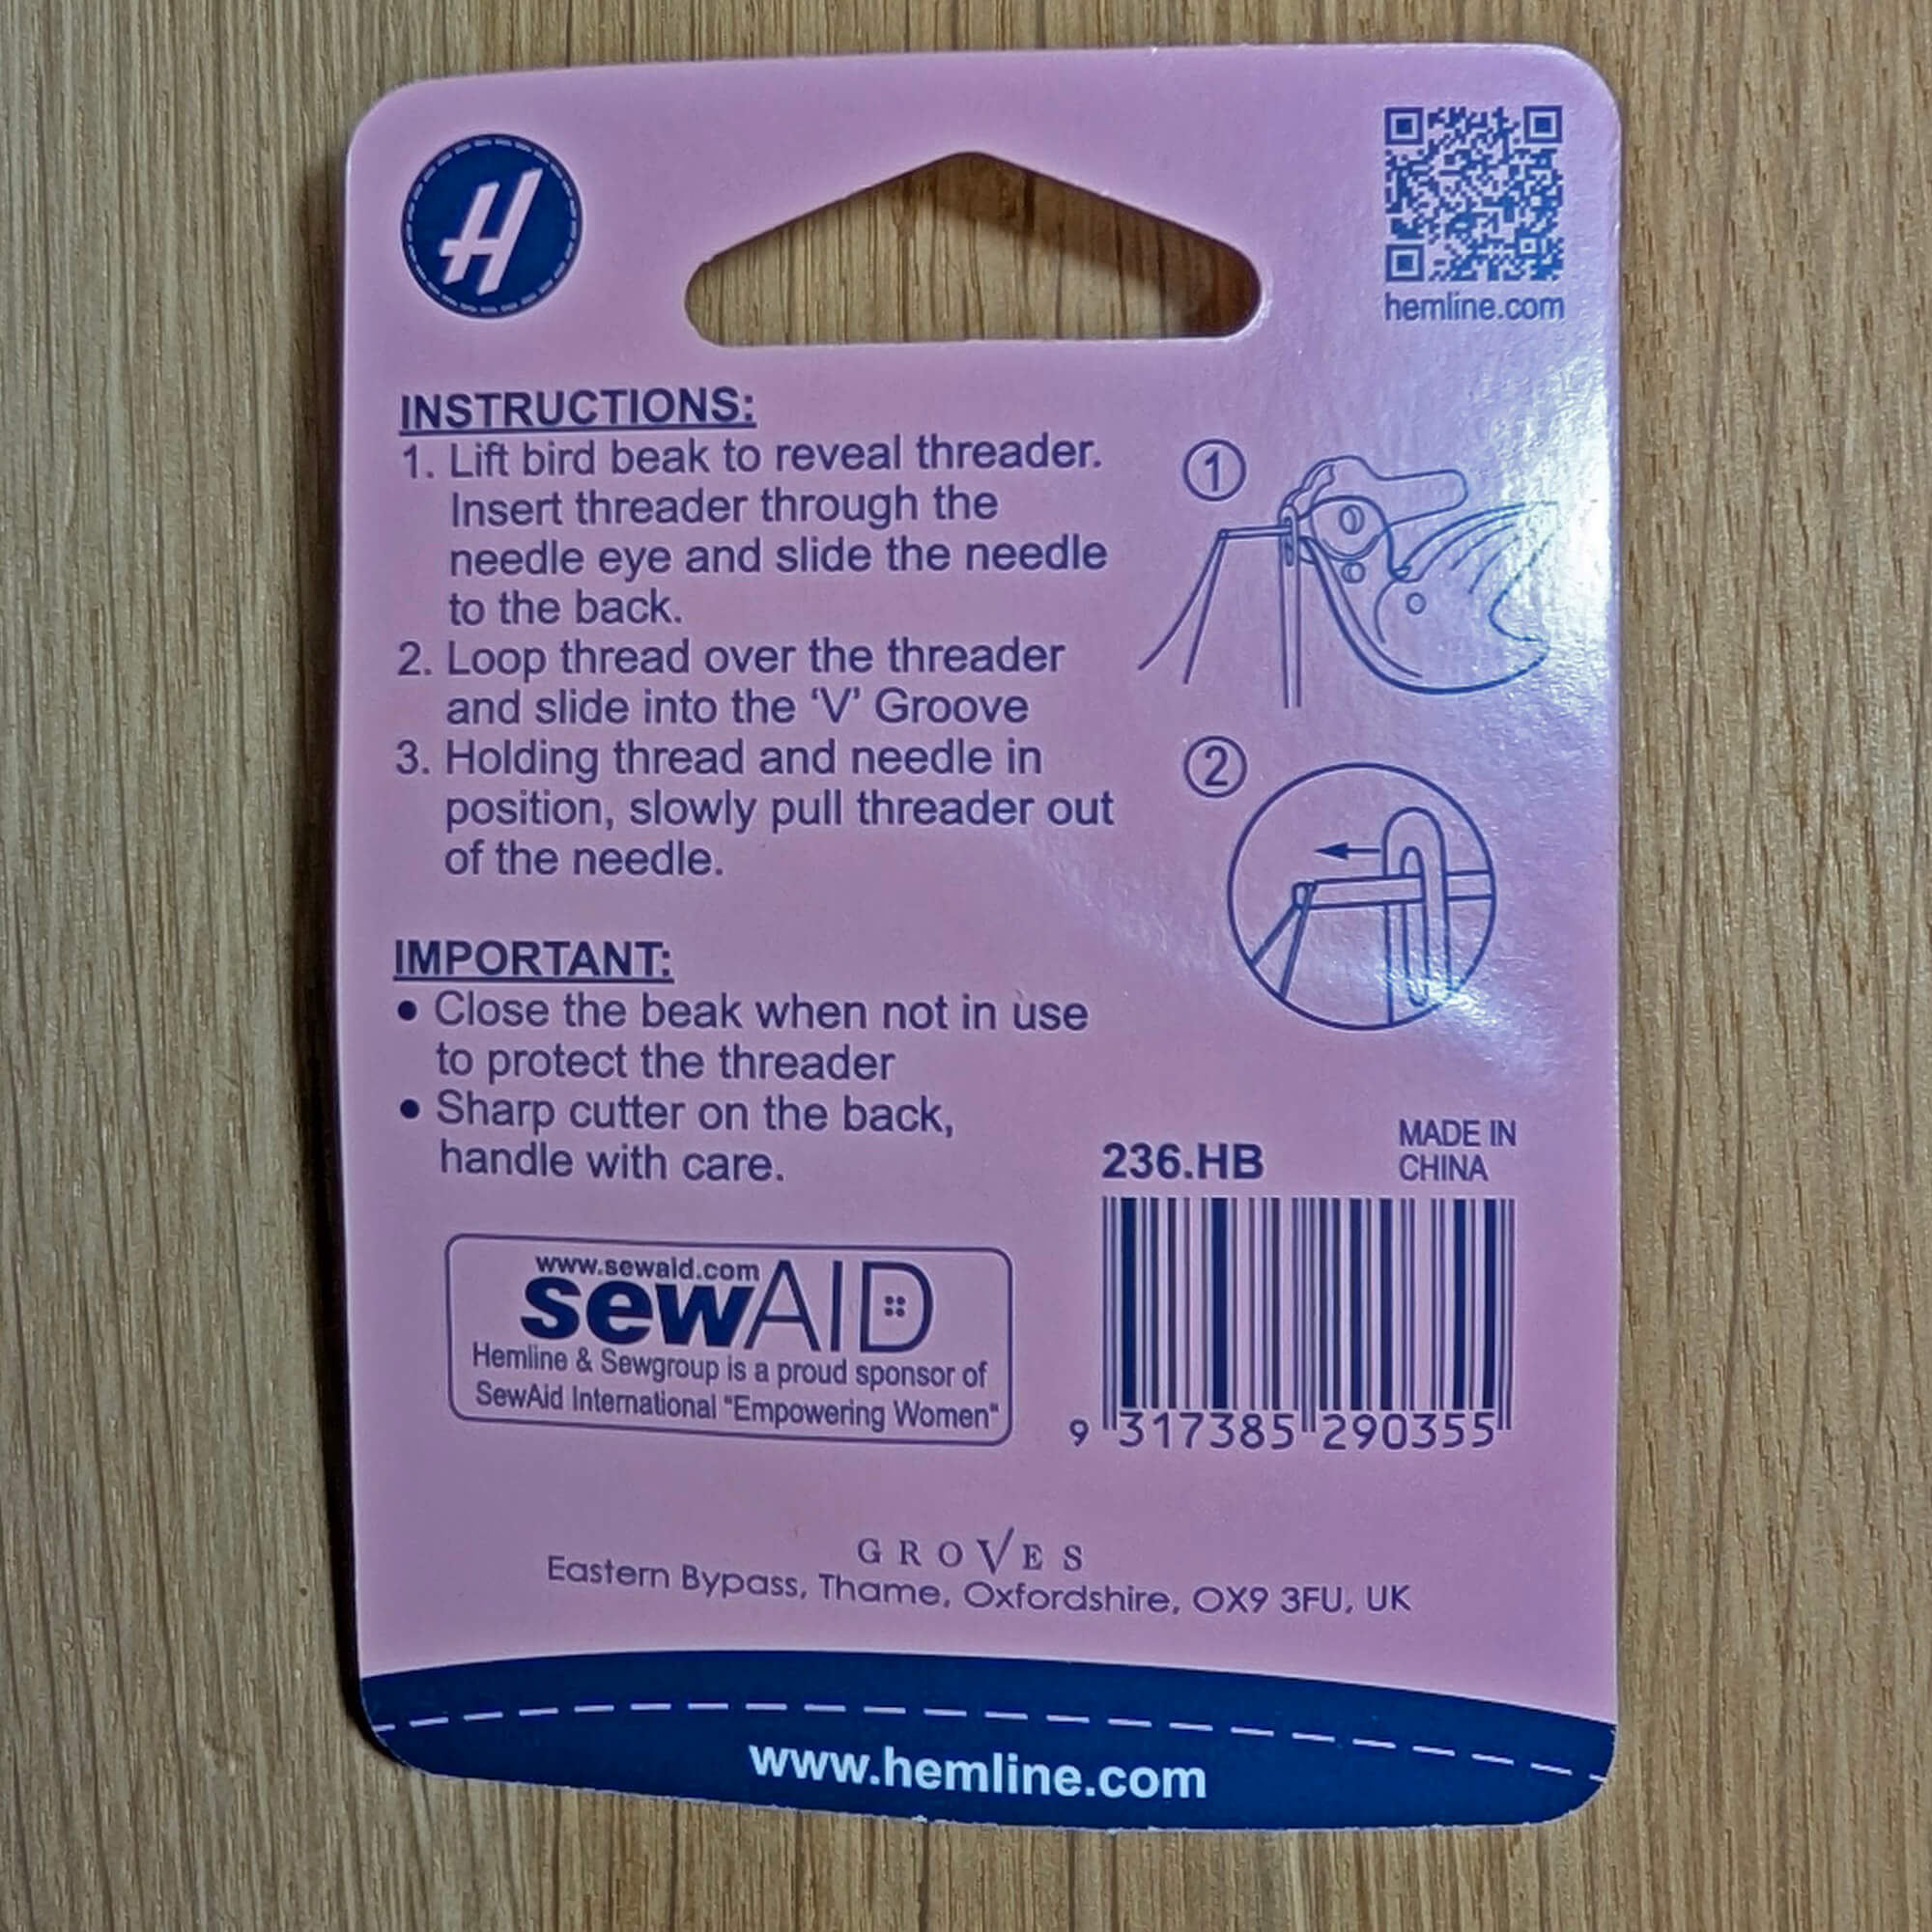 H
hemline.com
INSTRUCTIONS:
1. Lift bird beak to reveal threader.
Insert threader through the
needle eye and slide the needle
to the back.
2. Loop thread over the threader
and slide into the ‘V’ Groove
3. Holding thread and needle in
position, slowly pull threader out
of the needle.
1
2
IMPORTANT:
• Close the beak when not in use
to protect the threader
• Sharp cutter on the back,
handle with care.
236.HB
MADE IN
CHINA
www.sewaid.com
sewAID
Hemline & Sewgroup is a proud sponsor of
SewAid International "Empowering Women"
9 317385 290355
GROVES
Eastern Bypass, Thame, Oxfordshire, OX9 3FU, UK
www.hemline.com